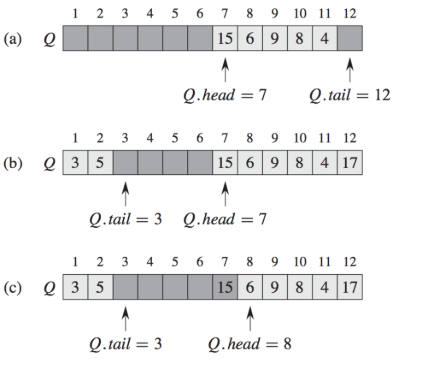 1 2 3 4 5 6 7 8 9 10 11 12
(a) Q 15 6 9 8 4
Q.head = 7 Q.tail = 12
1 2 3 4 5 6 7 8 9 10 11 12
(b) Q 3 5 15 6 9 8 4 17
Q.tail = 3 Q.head = 7
1 2 3 4 5 6 7 8 9 10 11 12
(c) Q 3 5 15 6 9 8 4 17
Q.tail = 3 Q.head = 8